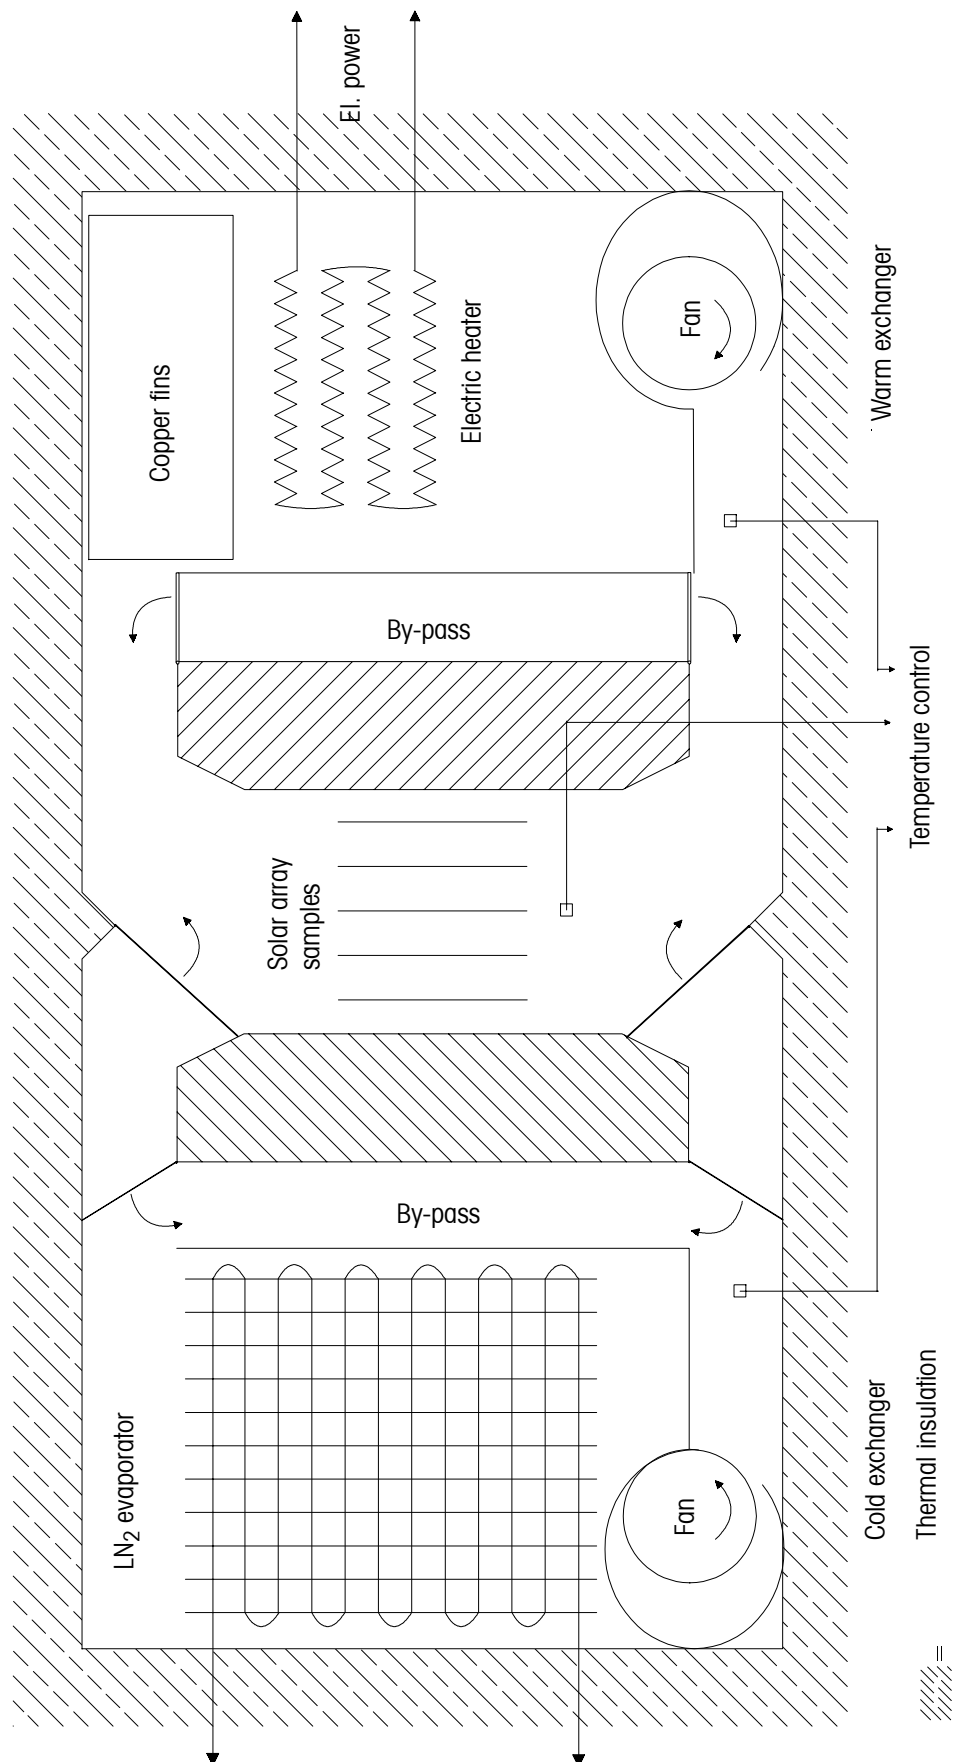 El. power
Copper fins
Electric heater
Fan
Warm exchanger
By-pass
Temperature control
Solar array
samples
By-pass
LN2 evaporator
Fan
Cold exchanger
= Thermal insulation